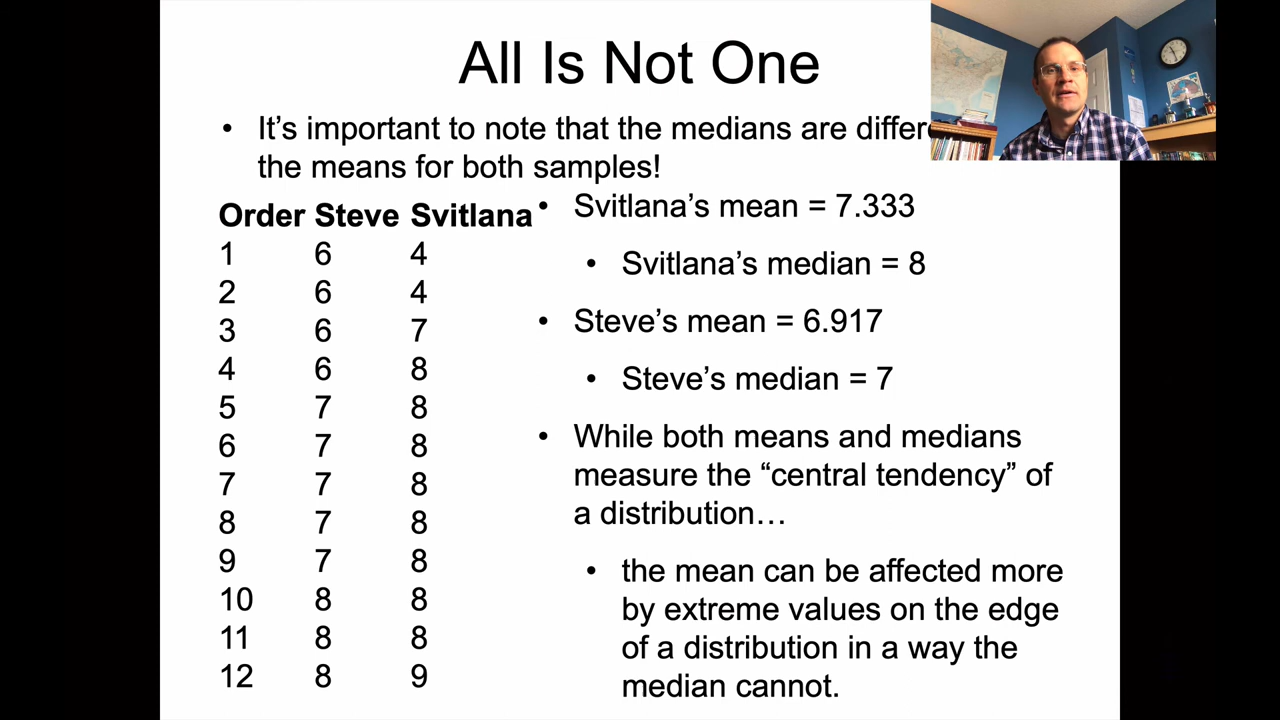 All Is Not One
• It’s important to note that the medians are differe
the means for both samples!
Order Steve Svitlana
1 6 4
2 6 4
3 6 7
4 6 8
5 7 8
6 7 8
7 7 8
8 7 8
9 7 8
10 8 8
11 8 8
12 8 9
• Svitlana’s mean = 7.333
• Svitlana’s median = 8
• Steve’s mean = 6.917
• Steve’s median = 7
• While both means and medians
measure the “central tendency” of
a distribution…
• the mean can be affected more
by extreme values on the edge
of a distribution in a way the
median cannot.